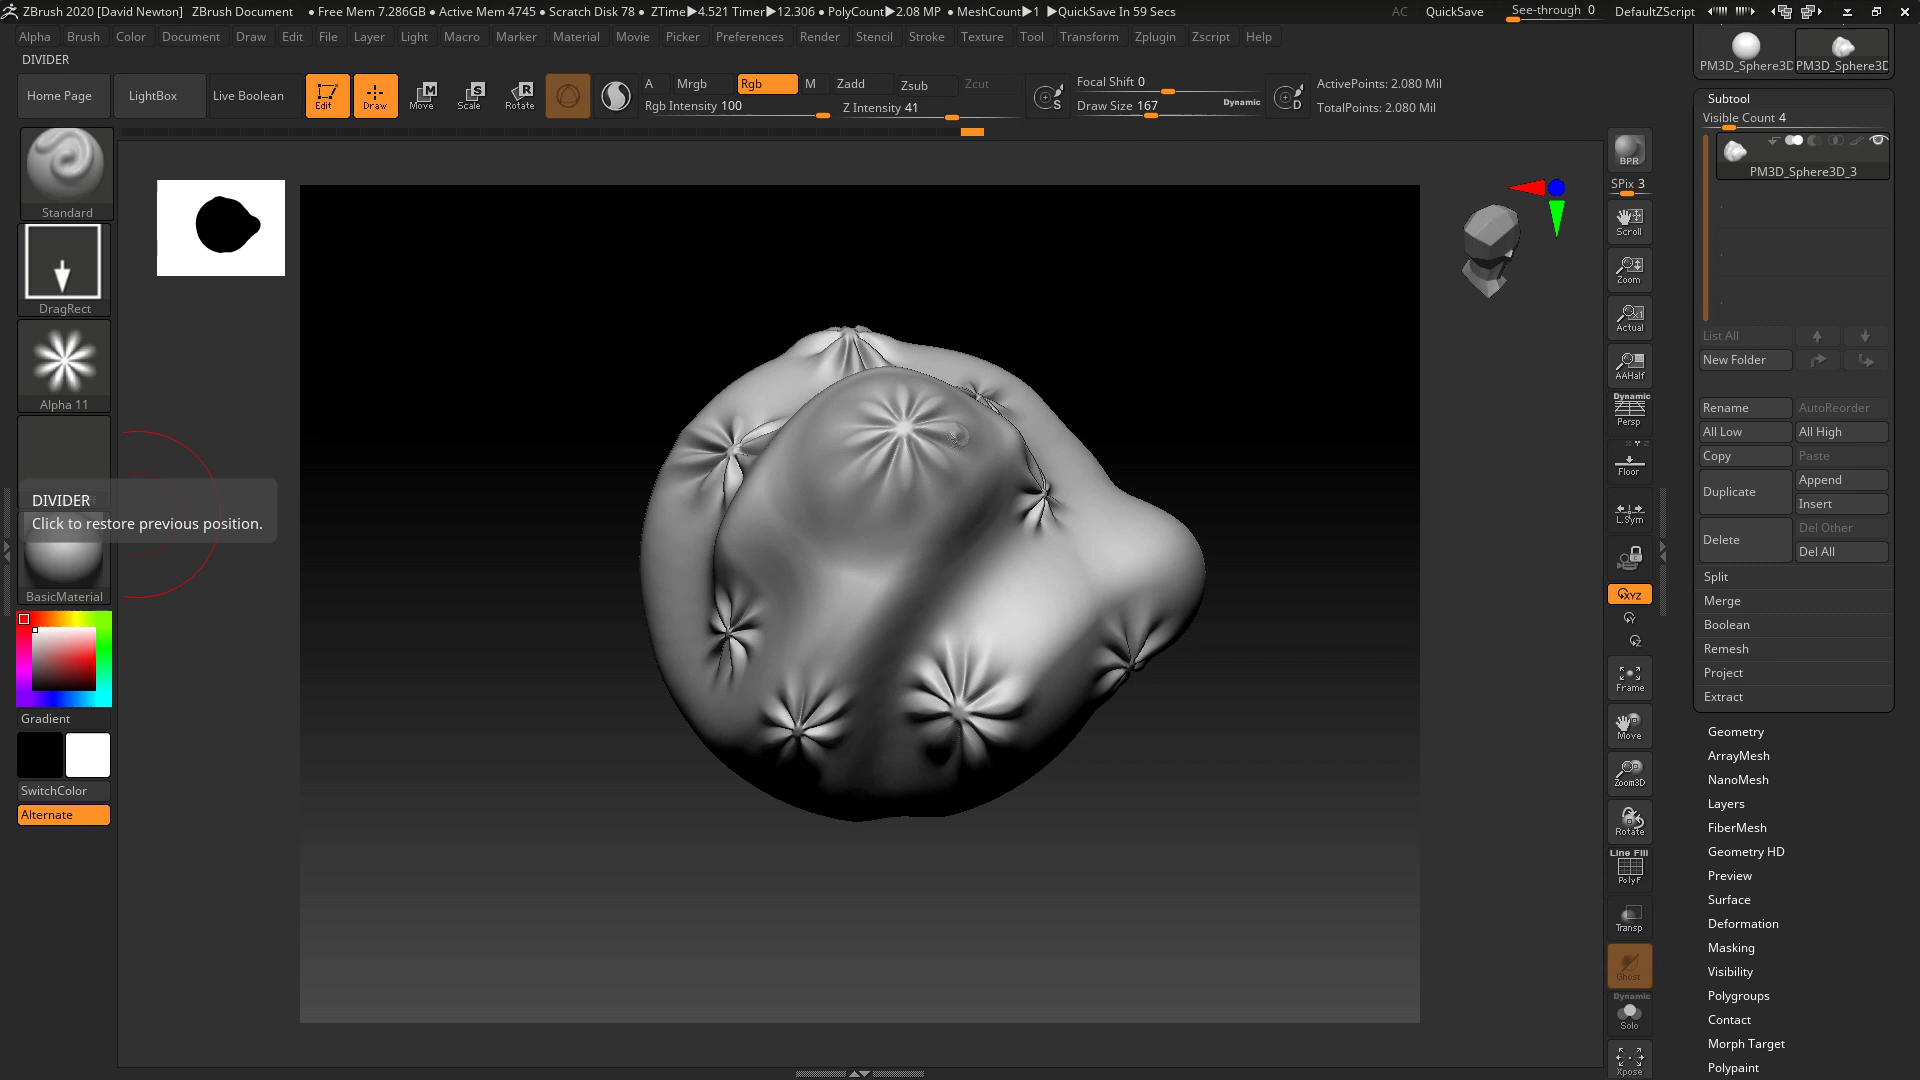 ZBrush 2020 [David Newton] ZBrush Document • Free Mem 7.286GB • Active Mem 4745 • Scratch Disk 78 • ZTime▶4.521 Timer▶12.306 • PolyCount▶2.08 MP • MeshCount▶1 ▶QuickSave In 59 Secs AC QuickSave See-through 0 DefaultZScript
Alpha Brush Color Document Draw Edit File Layer Light Macro Marker Material Movie Picker Preferences Render Stencil Stroke Texture Tool Transform Zplugin Zscript Help
DIVIDER
Home Page LightBox Live Boolean Edit Draw Move Scale Rotate
A Mrgb Rgb M Zadd Zsub Zcut
Rgb Intensity 100 Z Intensity 41
Focal Shift 0
Draw Size 167 Dynamic
ActivePoints: 2.080 Mil
TotalPoints: 2.080 Mil
Standard
DragRect
Alpha 11
DIVIDER
Click to restore previous position.
BasicMaterial
Gradient
SwitchColor
Alternate
BPR
SPix 3
Scroll
Zoom
Actual
AAHalf
Dynamic
Persp
Floor
L.Sym
XYZ
Y
Z
Frame
Move
Zoom3D
Rotate
Line Fill
PolyF
Transp
Ghost
Dynamic
Solo
Xpose
PM3D_Sphere3D PM3D_Sphere3D
Subtool
Visible Count 4
PM3D_Sphere3D_3
List All
New Folder
Rename AutoReorder
All Low All High
Copy Paste
Duplicate Append
Insert
Delete Del Other
Del All
Split
Merge
Boolean
Remesh
Project
Extract
Geometry
ArrayMesh
NanoMesh
Layers
FiberMesh
Geometry HD
Preview
Surface
Deformation
Masking
Visibility
Polygroups
Contact
Morph Target
Polypaint